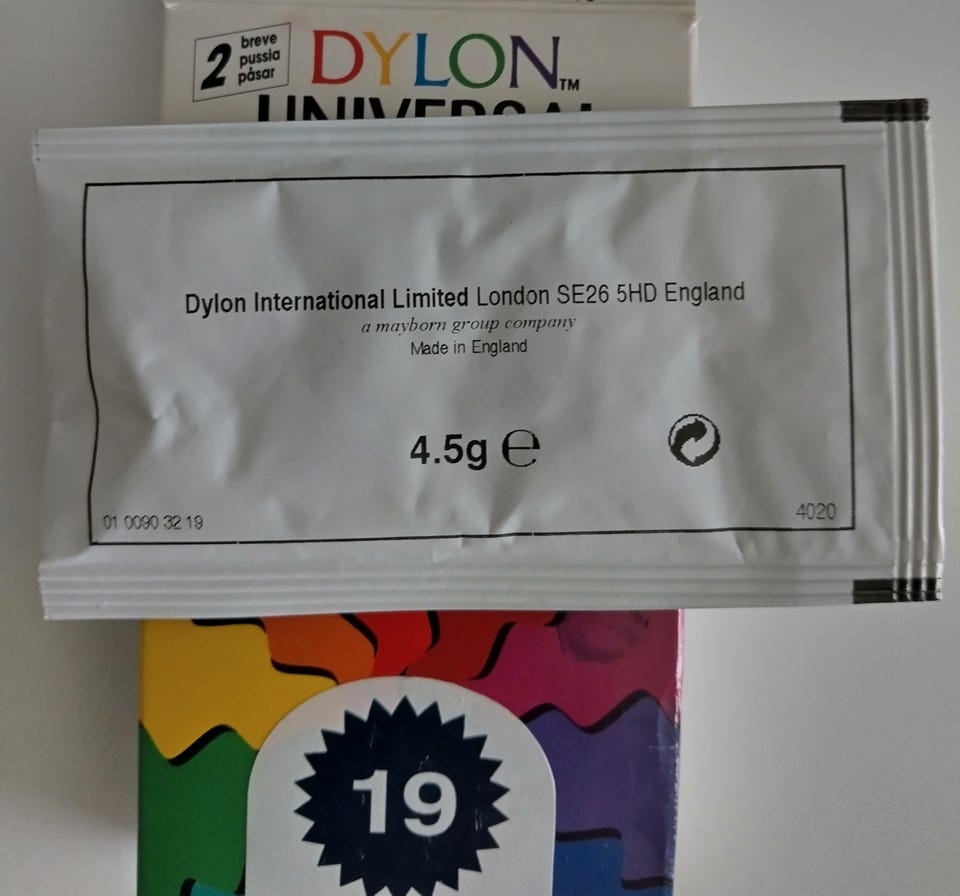 2 breve
pussia
påsar
DYLON™
UNIVERSAL
Dylon International Limited London SE26 5HD England
a mayborn group company
Made in England
4.5g ℮
01 0090 32 19
4020
19